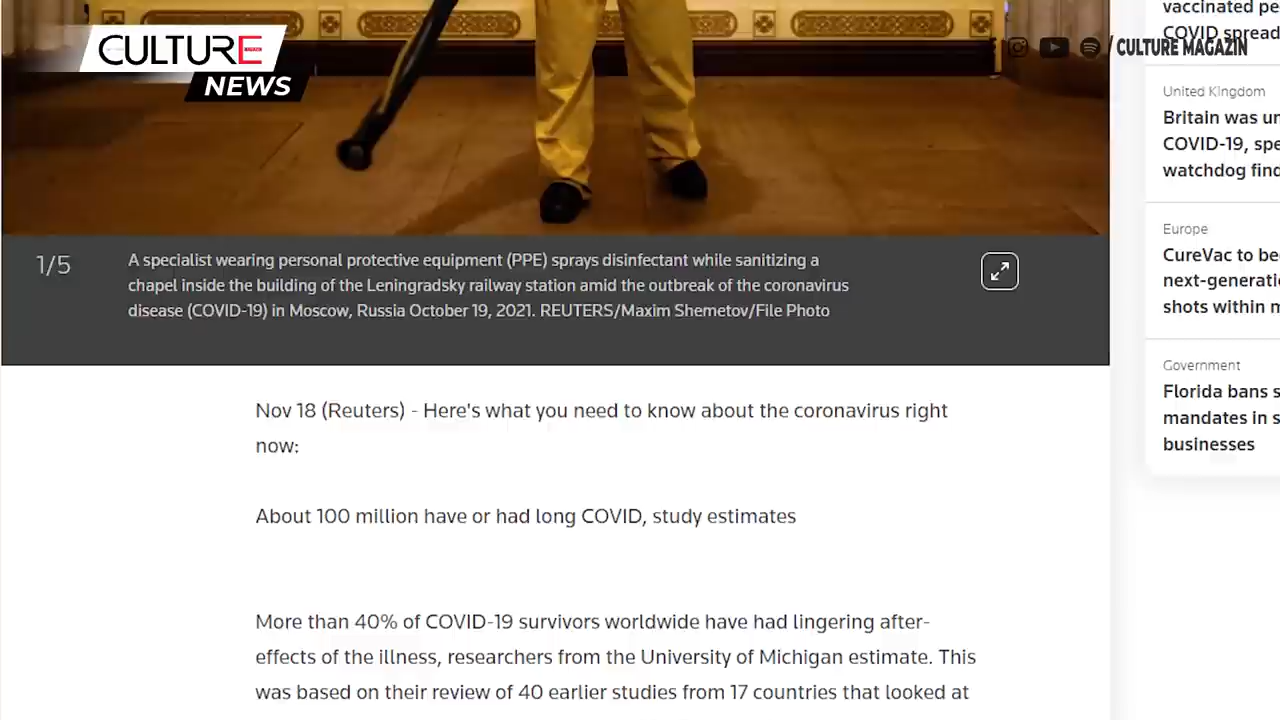 CULTURE
NEWS
/ CULTURE MAGAZIN
1/5
A specialist wearing personal protective equipment (PPE) sprays disinfectant while sanitizing a
chapel inside the building of the Leningradsky railway station amid the outbreak of the coronavirus
disease (COVID-19) in Moscow, Russia October 19, 2021. REUTERS/Maxim Shemetov/File Photo
Nov 18 (Reuters) - Here's what you need to know about the coronavirus right
now:
About 100 million have or had long COVID, study estimates
More than 40% of COVID-19 survivors worldwide have had lingering after-
effects of the illness, researchers from the University of Michigan estimate. This
was based on their review of 40 earlier studies from 17 countries that looked at
vaccinated pe
COVID spread
United Kingdom
Britain was un
COVID-19, spe
watchdog find
Europe
CureVac to be
next-generati
shots within m
Government
Florida bans s
mandates in s
businesses